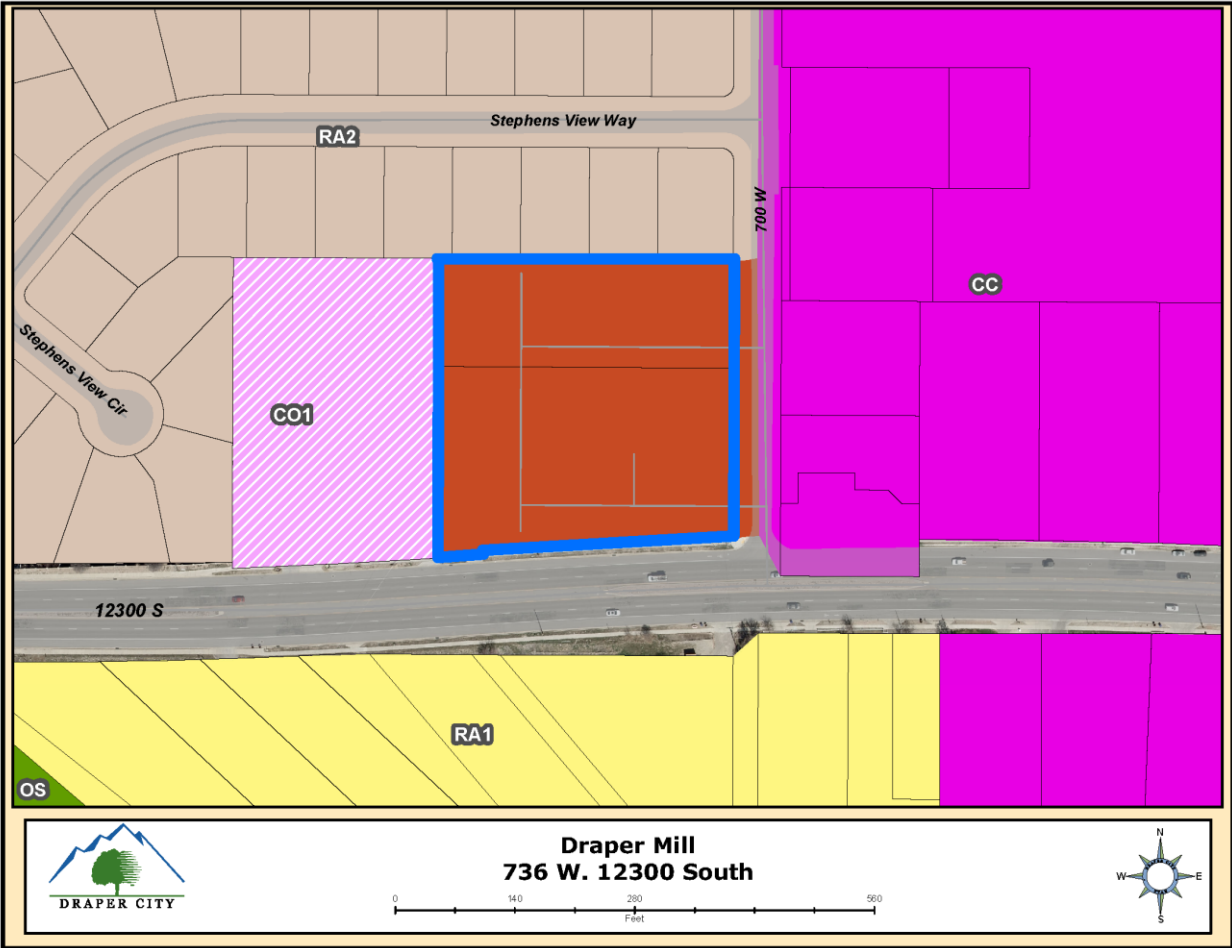 Stephens View Way
RA2
700 W
CC
Stephens View Cir
CO1
12300 S
RA1
OS
DRAPER CITY
Draper Mill
736 W. 12300 South
0 140 280 560
Feet
N
W E
S